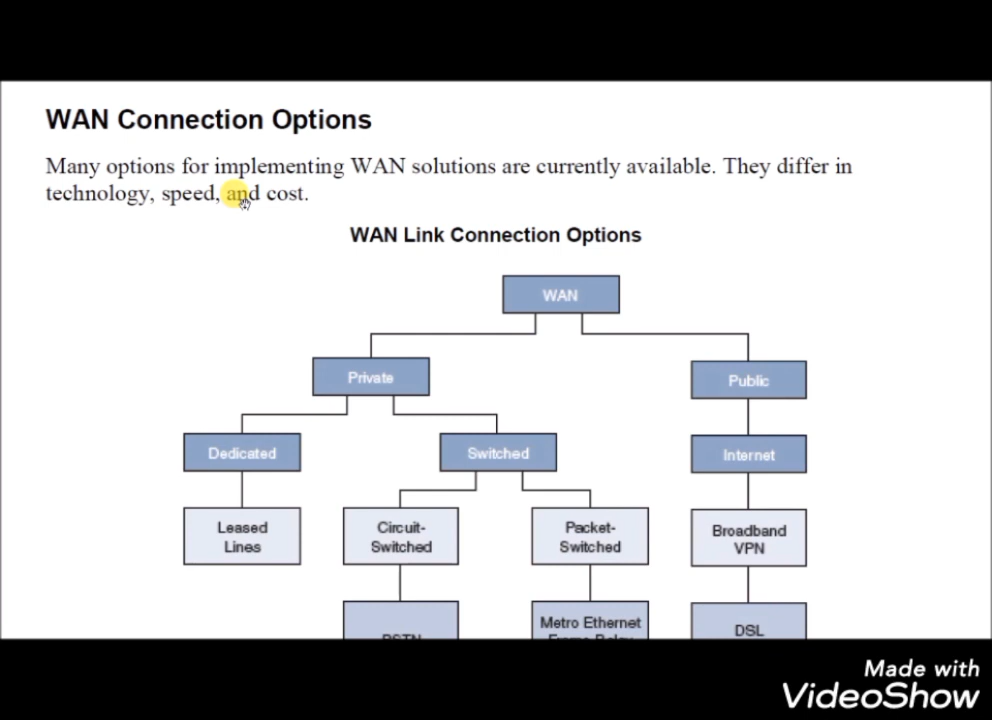 WAN Connection Options
Many options for implementing WAN solutions are currently available. They differ in
technology, speed, and cost.
WAN Link Connection Options
WAN
Private
Public
Dedicated
Switched
Internet
Leased
Lines
Circuit-
Switched
Packet-
Switched
Broadband
VPN
Metro Ethernet
DSL
Made with
VideoShow